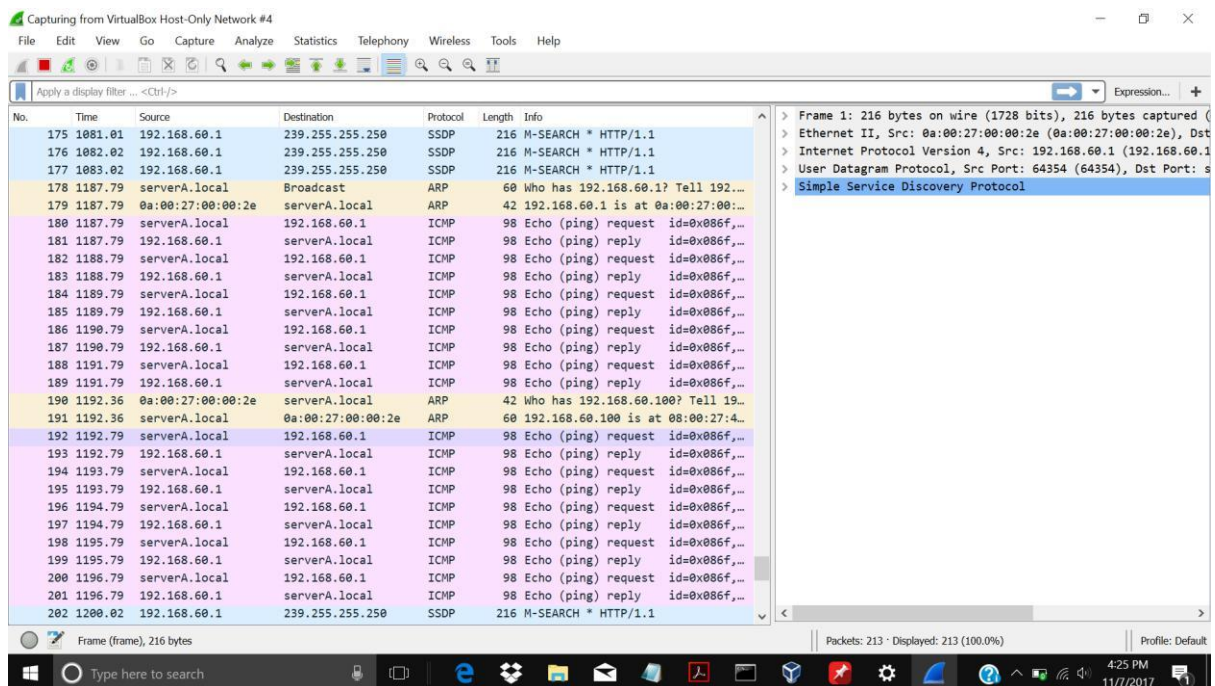 Capturing from VirtualBox Host-Only Network #4
File Edit View Go Capture Analyze Statistics Telephony Wireless Tools Help
Apply a display filter ... <Ctrl-/> Expression... +
No. Time Source Destination Protocol Length Info
175 1081.01 192.168.60.1 239.255.255.250 SSDP 216 M-SEARCH * HTTP/1.1
176 1082.02 192.168.60.1 239.255.255.250 SSDP 216 M-SEARCH * HTTP/1.1
177 1083.02 192.168.60.1 239.255.255.250 SSDP 216 M-SEARCH * HTTP/1.1
178 1187.79 serverA.local Broadcast ARP 60 Who has 192.168.60.1? Tell 192....
179 1187.79 0a:00:27:00:00:2e serverA.local ARP 42 192.168.60.1 is at 0a:00:27:00:...
180 1187.79 serverA.local 192.168.60.1 ICMP 98 Echo (ping) request id=0x086f,...
181 1187.79 192.168.60.1 serverA.local ICMP 98 Echo (ping) reply id=0x086f,...
182 1188.79 serverA.local 192.168.60.1 ICMP 98 Echo (ping) request id=0x086f,...
183 1188.79 192.168.60.1 serverA.local ICMP 98 Echo (ping) reply id=0x086f,...
184 1189.79 serverA.local 192.168.60.1 ICMP 98 Echo (ping) request id=0x086f,...
185 1189.79 192.168.60.1 serverA.local ICMP 98 Echo (ping) reply id=0x086f,...
186 1190.79 serverA.local 192.168.60.1 ICMP 98 Echo (ping) request id=0x086f,...
187 1190.79 192.168.60.1 serverA.local ICMP 98 Echo (ping) reply id=0x086f,...
188 1191.79 serverA.local 192.168.60.1 ICMP 98 Echo (ping) request id=0x086f,...
189 1191.79 192.168.60.1 serverA.local ICMP 98 Echo (ping) reply id=0x086f,...
190 1192.36 0a:00:27:00:00:2e serverA.local ARP 42 Who has 192.168.60.100? Tell 19...
191 1192.36 serverA.local 0a:00:27:00:00:2e ARP 60 192.168.60.100 is at 08:00:27:4...
192 1192.79 serverA.local 192.168.60.1 ICMP 98 Echo (ping) request id=0x086f,...
193 1192.79 192.168.60.1 serverA.local ICMP 98 Echo (ping) reply id=0x086f,...
194 1193.79 serverA.local 192.168.60.1 ICMP 98 Echo (ping) request id=0x086f,...
195 1193.79 192.168.60.1 serverA.local ICMP 98 Echo (ping) reply id=0x086f,...
196 1194.79 serverA.local 192.168.60.1 ICMP 98 Echo (ping) request id=0x086f,...
197 1194.79 192.168.60.1 serverA.local ICMP 98 Echo (ping) reply id=0x086f,...
198 1195.79 serverA.local 192.168.60.1 ICMP 98 Echo (ping) request id=0x086f,...
199 1195.79 192.168.60.1 serverA.local ICMP 98 Echo (ping) reply id=0x086f,...
200 1196.79 serverA.local 192.168.60.1 ICMP 98 Echo (ping) request id=0x086f,...
201 1196.79 192.168.60.1 serverA.local ICMP 98 Echo (ping) reply id=0x086f,...
202 1200.02 192.168.60.1 239.255.255.250 SSDP 216 M-SEARCH * HTTP/1.1
> Frame 1: 216 bytes on wire (1728 bits), 216 bytes captured (
> Ethernet II, Src: 0a:00:27:00:00:2e (0a:00:27:00:00:2e), Dst
> Internet Protocol Version 4, Src: 192.168.60.1 (192.168.60.1
> User Datagram Protocol, Src Port: 64354 (64354), Dst Port: s
> Simple Service Discovery Protocol
Frame (frame), 216 bytes Packets: 213 · Displayed: 213 (100.0%) Profile: Default
Type here to search 4:25 PM
11/7/2017